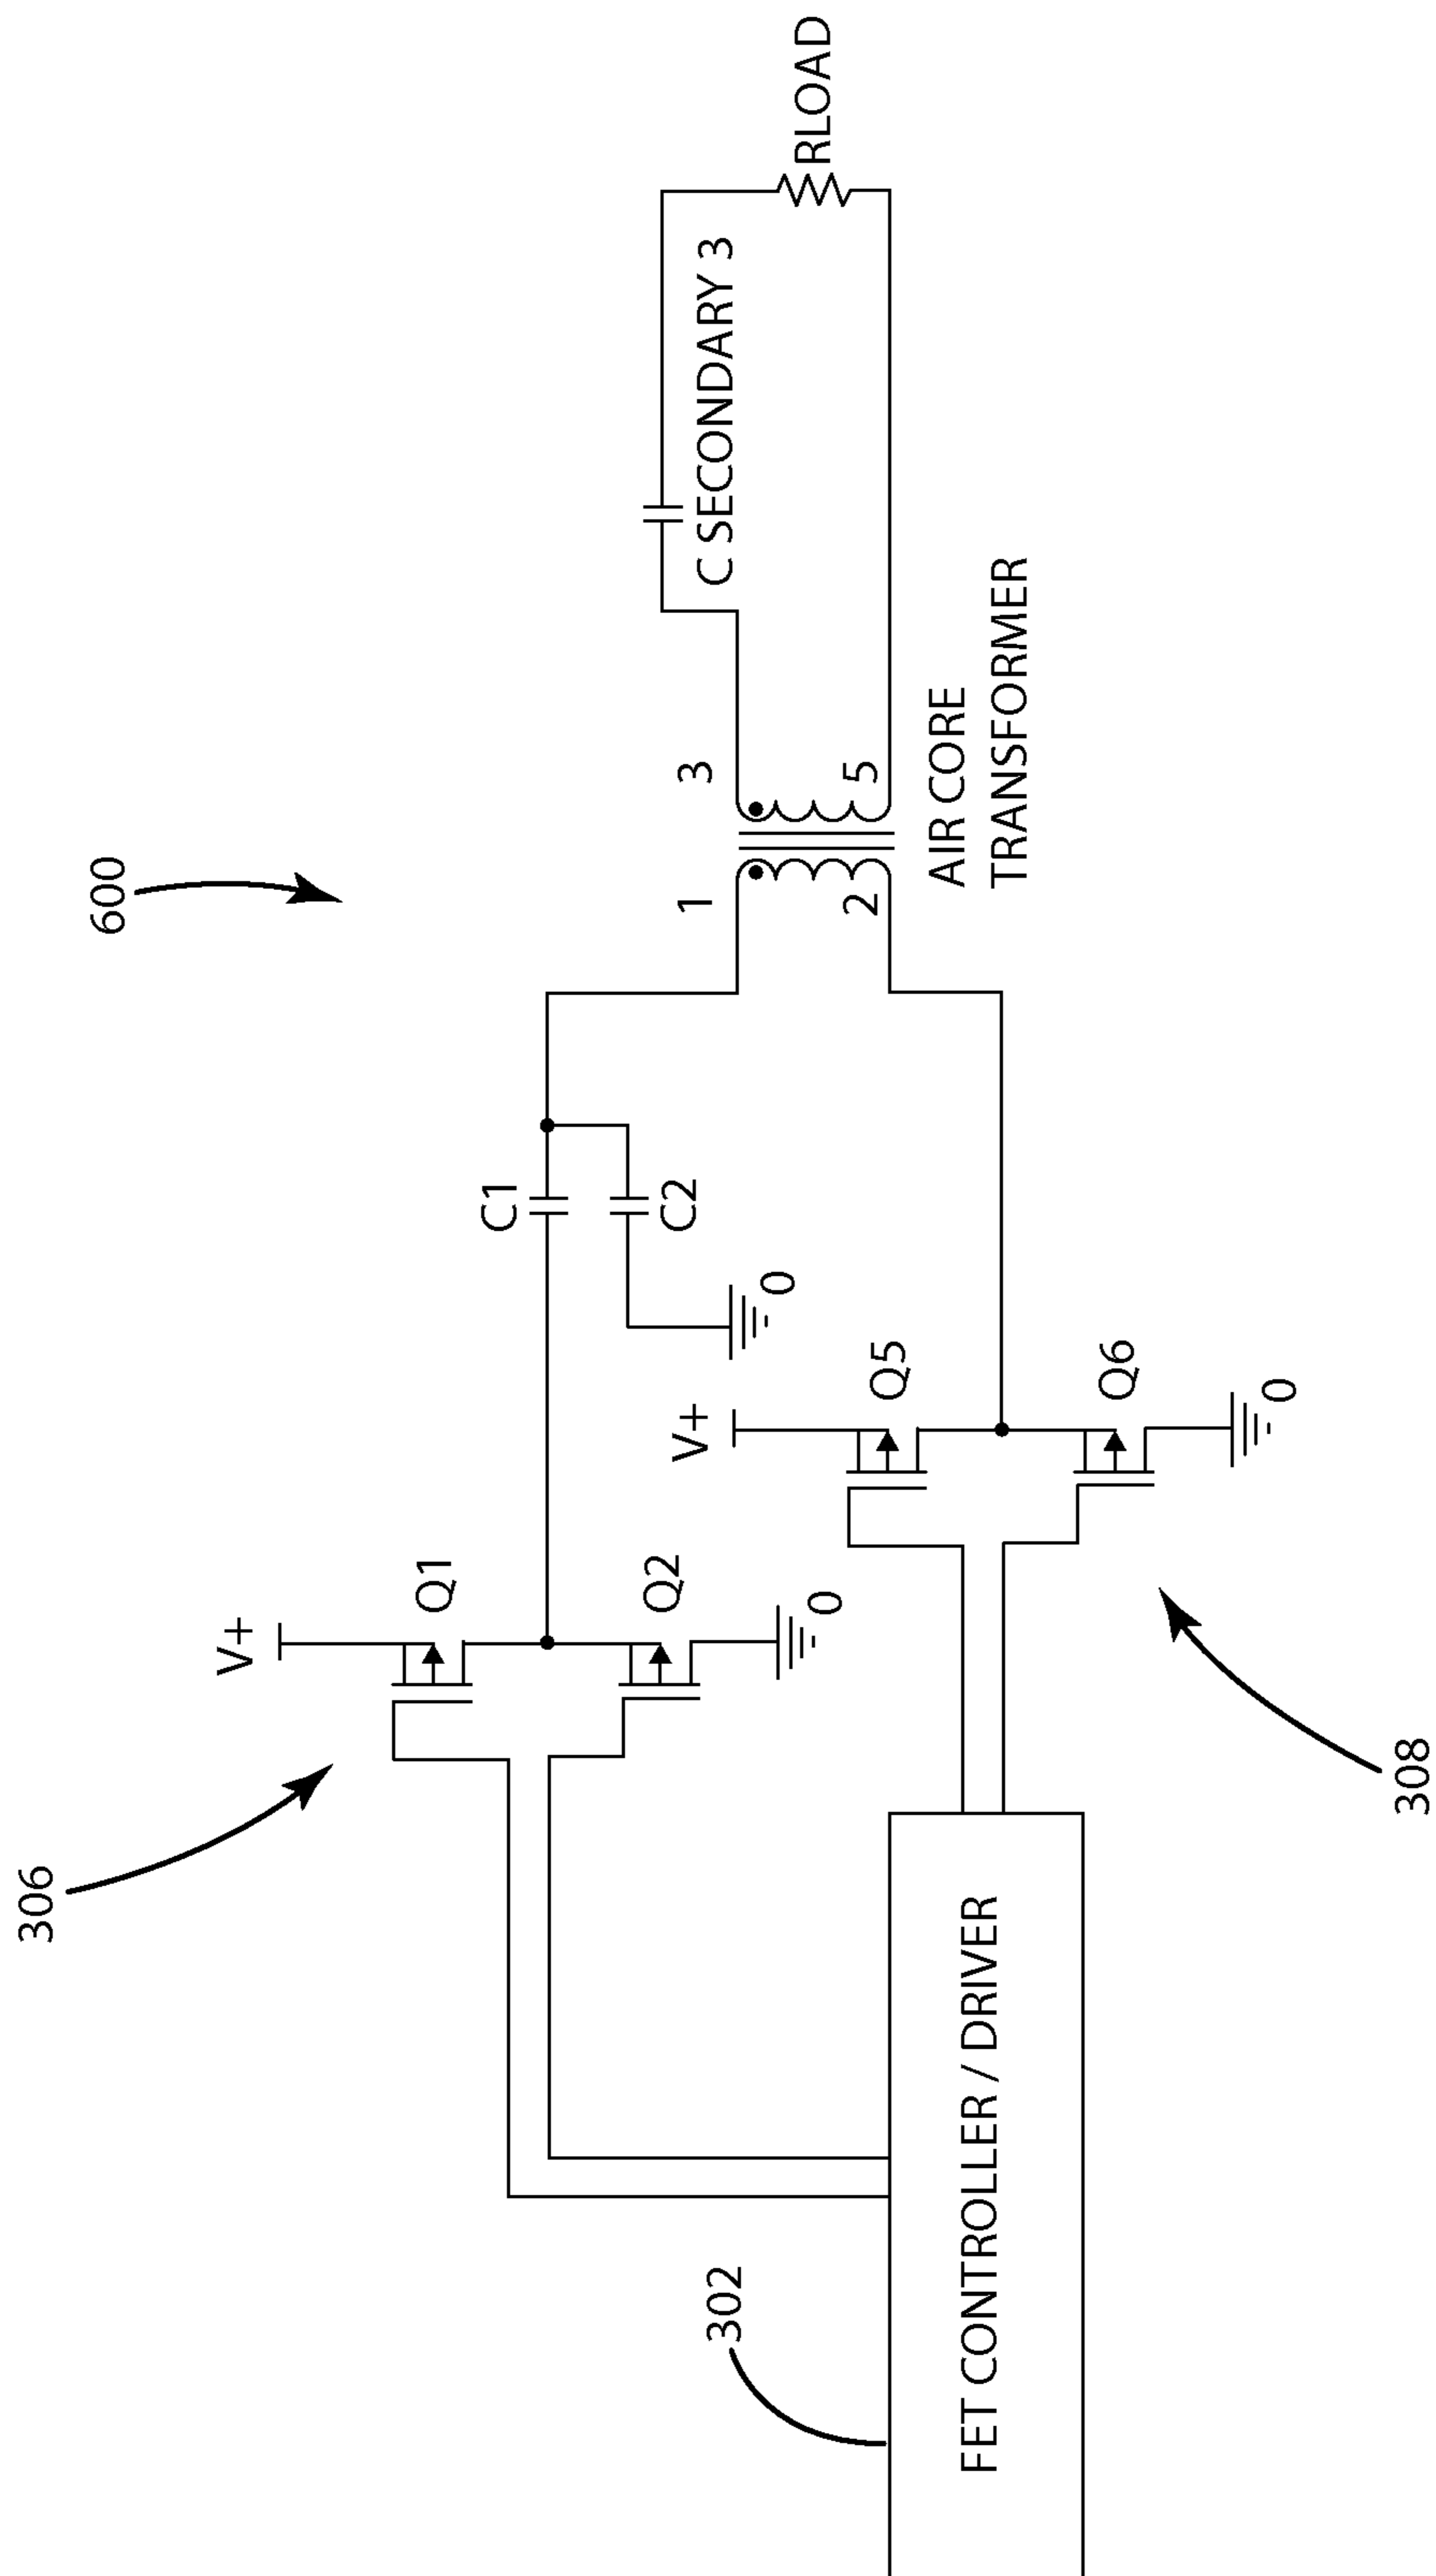 600
306
V+
Q1
Q2
0
C1
C2
0
1
3
C SECONDARY 3
RLOAD
2
5
AIR CORE
TRANSFORMER
V+
Q5
Q6
0
302
FET CONTROLLER / DRIVER
308